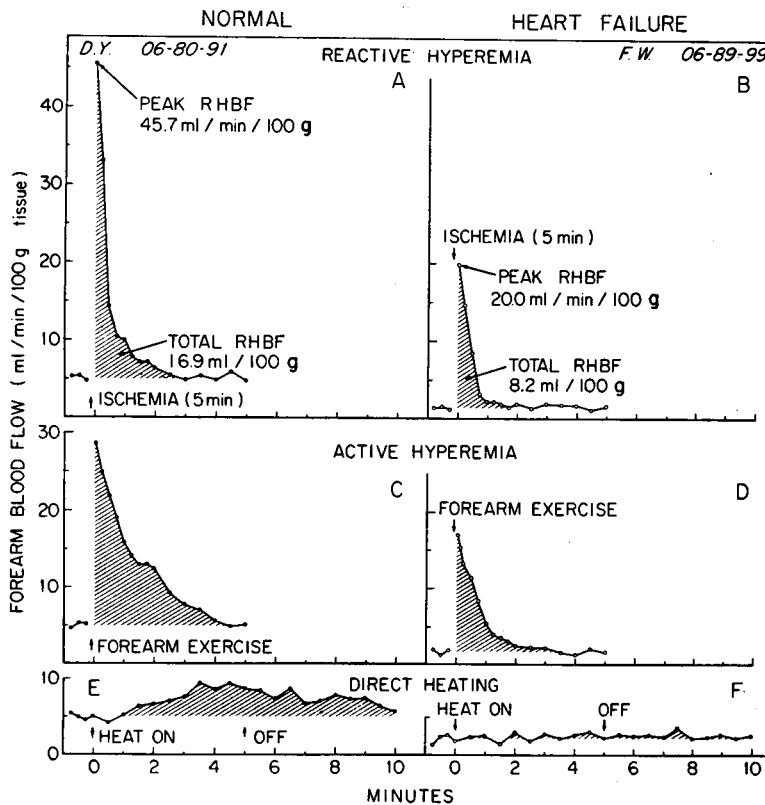 NORMAL
HEART FAILURE
D.Y. 06-80-91
REACTIVE HYPEREMIA
F.W. 06-89-99
A
B
PEAK RHBF
45.7 ml / min / 100 g
TOTAL RHBF
16.9 ml / 100 g
ISCHEMIA (5 min)
ISCHEMIA (5 min)
PEAK RHBF
20.0 ml / min / 100 g
TOTAL RHBF
8.2 ml / 100 g
40
30
20
10
0
FOREARM BLOOD FLOW (ml / min / 100 g tissue)
ACTIVE HYPEREMIA
C
D
30
20
10
FOREARM EXERCISE
FOREARM EXERCISE
DIRECT HEATING
E
F
10
5
0
HEAT ON
OFF
HEAT ON
OFF
0 2 4 6 8 10
0 2 4 6 8 10
MINUTES